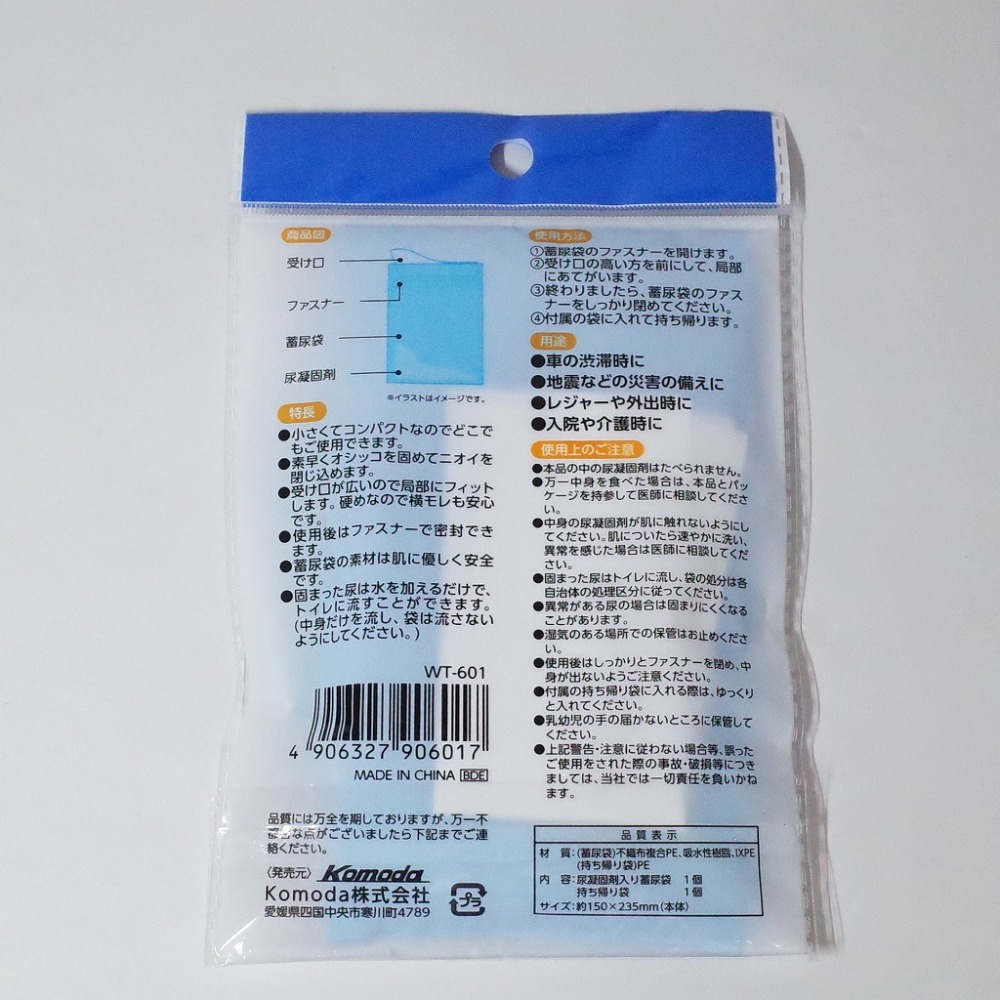 商品図
受け口
ファスナー
蓄尿袋
尿凝固剤
※イラストはイメージです。
特長
●小さくてコンパクトなのでどこで
もご使用できます。
●素早くオシッコを固めてニオイを
閉じ込めます。
●受け口が広いので局部にフィット
します。硬めなので横モレも安心
です。
●使用後はファスナーで密封でき
ます。
●蓄尿袋の素材は肌に優しく安全
です。
●固まった尿は水を加えるだけで、
トイレに流すことができます。
(中身だけを流し、袋は流さない
ようにしてください。)
WT-601
4 906327 906017
MADE IN CHINA BDE
品質には万全を期しておりますが、万一不
都合な点がございましたら下記までご連
絡ください。
〈発売元〉 Komoda
Komoda株式会社
愛媛県四国中央市寒川町4789
プラ
使用方法
①蓄尿袋のファスナーを開けます。
②受け口の高い方を前にして、局部
にあてがいます。
③終わりましたら、蓄尿袋のファス
ナーをしっかり閉めてください。
④付属の袋に入れて持ち帰ります。
用途
●車の渋滞時に
●地震などの災害の備えに
●レジャーや外出時に
●入院や介護時に
使用上のご注意
●本品の中の尿凝固剤はたべられません。
●万一中身を食べた場合は、本品とパッ
ケージを持参して医師に相談してくださ
い。
●中身の尿凝固剤が肌に触れないようにし
てください。肌についたら速やかに洗い、
異常を感じた場合は医師に相談してくだ
さい。
●固まった尿はトイレに流し、袋の処分は各
自治体の処理区分に従ってください。
●異常がある尿の場合は固まりにくくなる
ことがあります。
●湿気のある場所での保管はお止めくださ
い。
●使用後はしっかりとファスナーを閉め、中
身が出ないようご注意ください。
●付属の持ち帰り袋に入れる際は、ゆっくり
と入れてください。
●乳幼児の手の届かないところに保管して
ください。
●上記警告・注意に従わない場合等、誤った
ご使用をされた際の事故・破損等につき
ましては、当社では一切責任を負いかね
ます。
品質表示
材 質:(蓄尿袋)不織布複合PE、吸水性樹脂、IXPE
(持ち帰り袋)PE
内 容:尿凝固剤入り蓄尿袋 1個
持ち帰り袋 1個
サイズ:約150×235mm(本体)